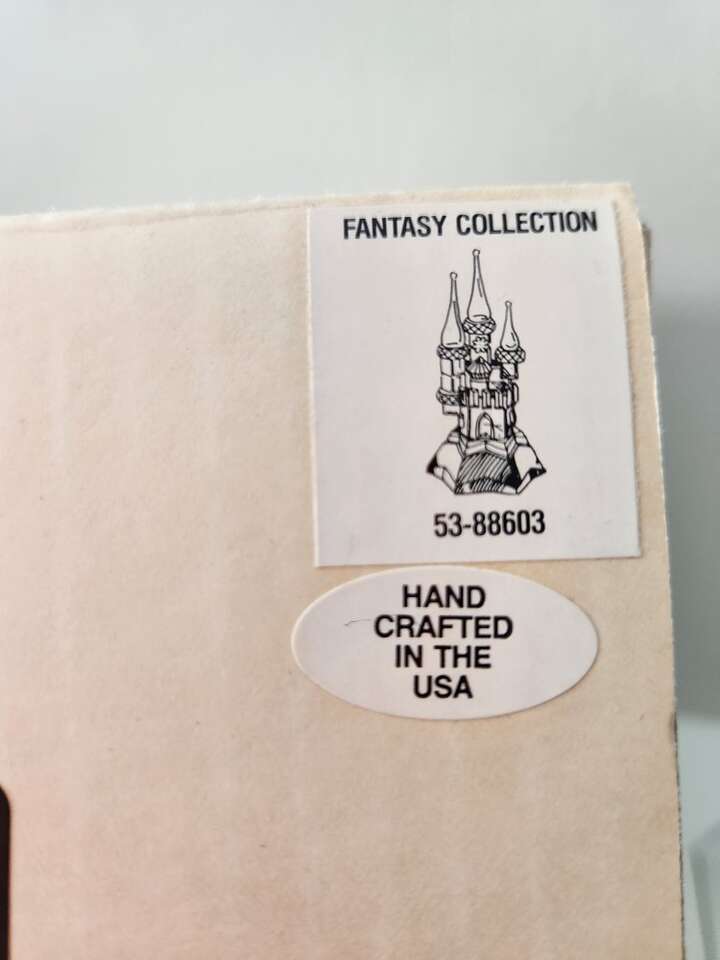 FANTASY COLLECTION
53-88603
HAND
CRAFTED
IN THE
USA